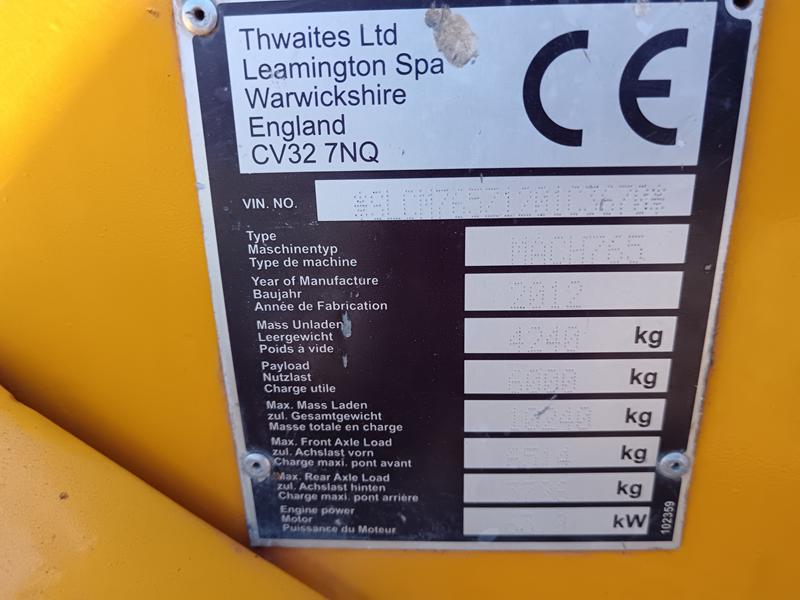 Thwaites Ltd
Leamington Spa
Warwickshire
England
CV32 7NQ
CE
VIN. NO.
Type
Maschinentyp
Type de machine
MACH763
Year of Manufacture
Baujahr
Année de Fabrication
2012
Mass Unladen
Leergewicht
Poids à vide
4240 kg
Payload
Nutzlast
Charge utile
6000 kg
Max. Mass Laden
zul. Gesamtgewicht
Masse totale en charge
10240 kg
Max. Front Axle Load
zul. Achslast vorn
Charge maxi. pont avant
kg
Max. Rear Axle Load
zul. Achslast hinten
Charge maxi. pont arrière
kg
Engine power
Motor
Puissance du Moteur
kW
102359